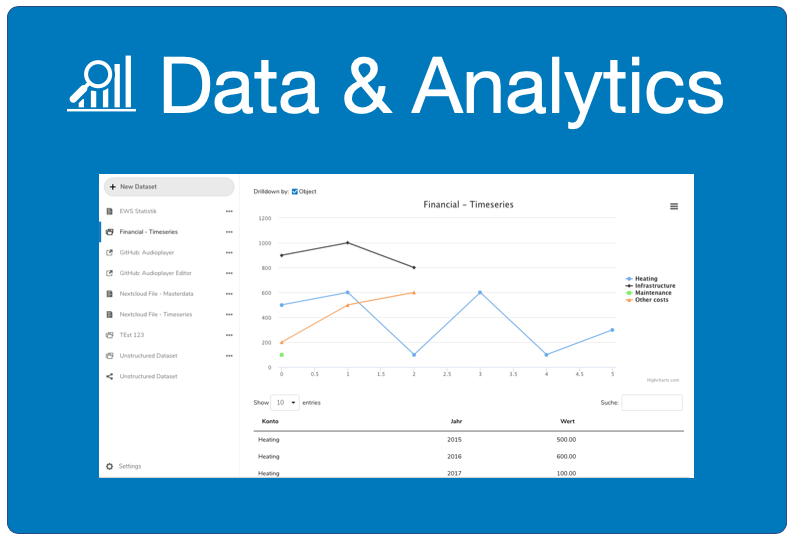 Data & Analytics
+ New Dataset
EWS Statistik
Financial - Timeseries
GitHub: Audioplayer
GitHub: Audioplayer Editor
Nextcloud File - Masterdata
Nextcloud File - Timeseries
TEst 123
Unstructured Dataset
Unstructured Dataset
Settings
Drilldown by: Object
Financial - Timeseries
1200
1000
800
600
400
200
0
0 0.5 1 1.5 2 2.5 3 3.5 4 4.5 5
Heating
Infrastructure
Maintenance
Other costs
Highcharts.com
Show 10 entries
Suche:
Konto Jahr Wert
Heating 2015 500.00
Heating 2016 600.00
Heating 2017 100.00